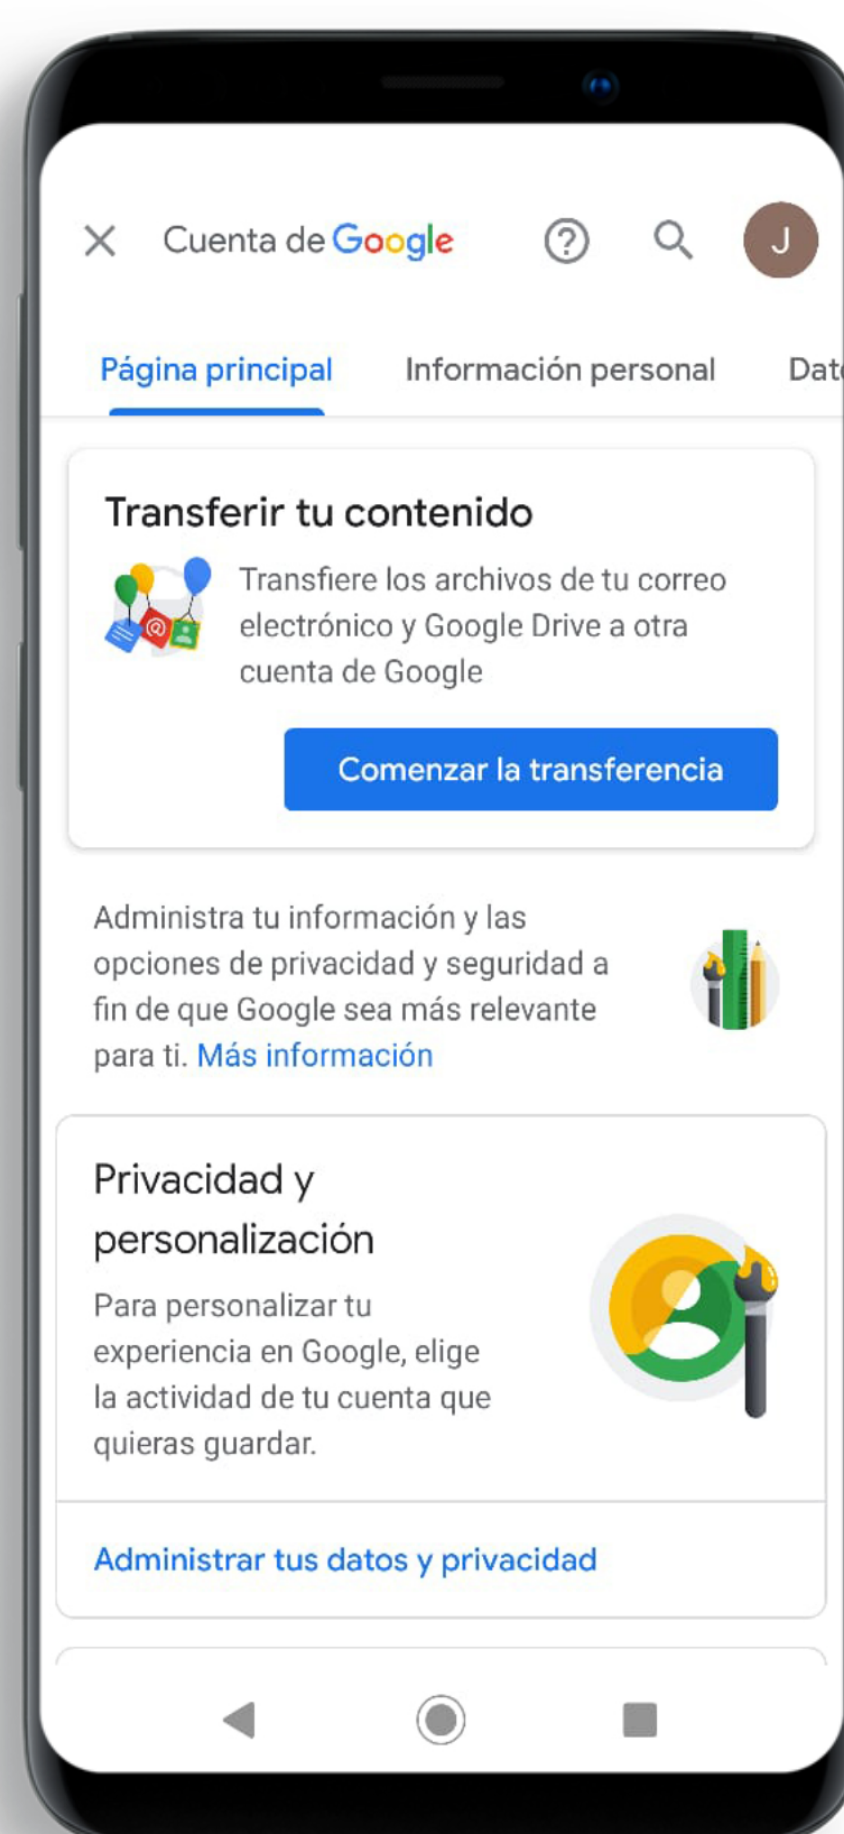 Cuenta de Google
J
Página principal Información personal Dat
Transferir tu contenido
Transfiere los archivos de tu correo
electrónico y Google Drive a otra
cuenta de Google
Comenzar la transferencia
Administra tu información y las
opciones de privacidad y seguridad a
fin de que Google sea más relevante
para ti. Más información
Privacidad y
personalización
Para personalizar tu
experiencia en Google, elige
la actividad de tu cuenta que
quieras guardar.
Administrar tus datos y privacidad